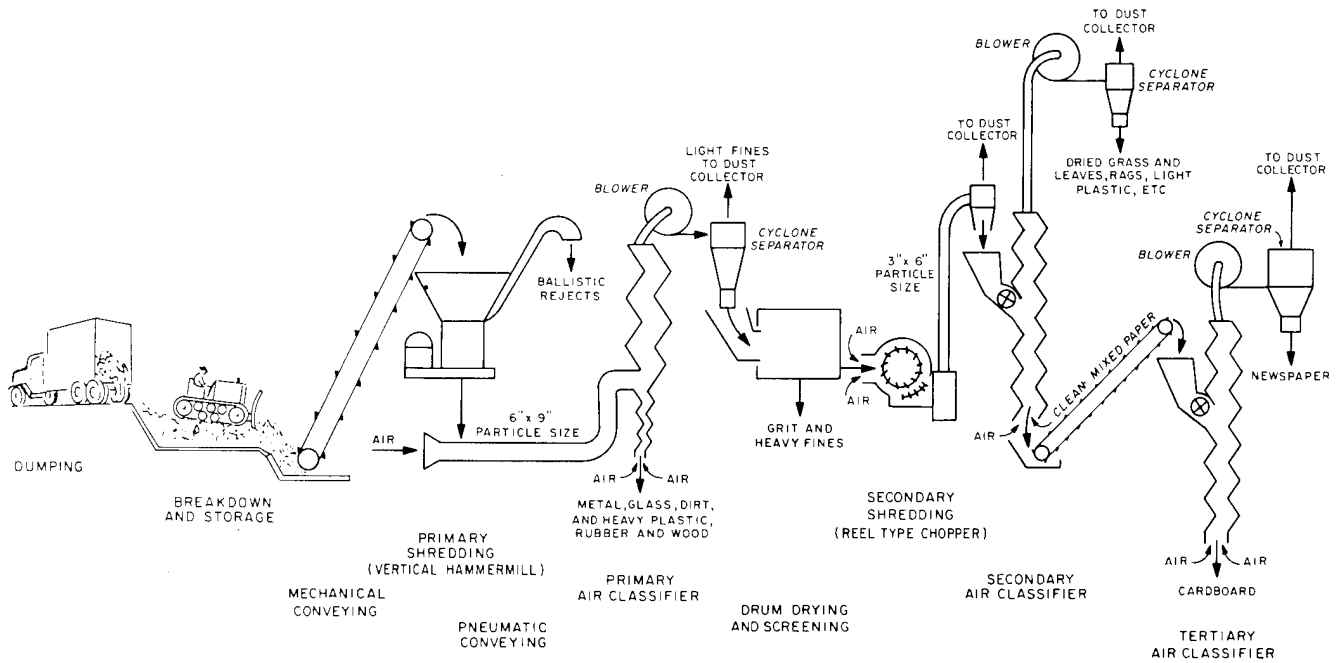 DUMPING
BREAKDOWN
AND STORAGE
MECHANICAL
CONVEYING
BALLISTIC
REJECTS
PRIMARY
SHREDDING
(VERTICAL HAMMERMILL)
AIR
6"x 9"
PARTICLE SIZE
PNEUMATIC
CONVEYING
BLOWER
LIGHT FINES
TO DUST
COLLECTOR
CYCLONE
SEPARATOR
AIR
AIR
METAL, GLASS, DIRT,
AND HEAVY PLASTIC,
RUBBER AND WOOD
PRIMARY
AIR CLASSIFIER
GRIT AND
HEAVY FINES
DRUM DRYING
AND SCREENING
AIR
AIR
SECONDARY
SHREDDING
(REEL TYPE CHOPPER)
3"x 6"
PARTICLE
SIZE
TO DUST
COLLECTOR
BLOWER
TO DUST
COLLECTOR
CYCLONE
SEPARATOR
DRIED GRASS AND
LEAVES, RAGS, LIGHT
PLASTIC, ETC
AIR
CLEAN MIXED PAPER
SECONDARY
AIR CLASSIFIER
BLOWER
TO DUST
COLLECTOR
CYCLONE
SEPARATOR
NEWSPAPER
AIR
AIR
CARDBOARD
TERTIARY
AIR CLASSIFIER